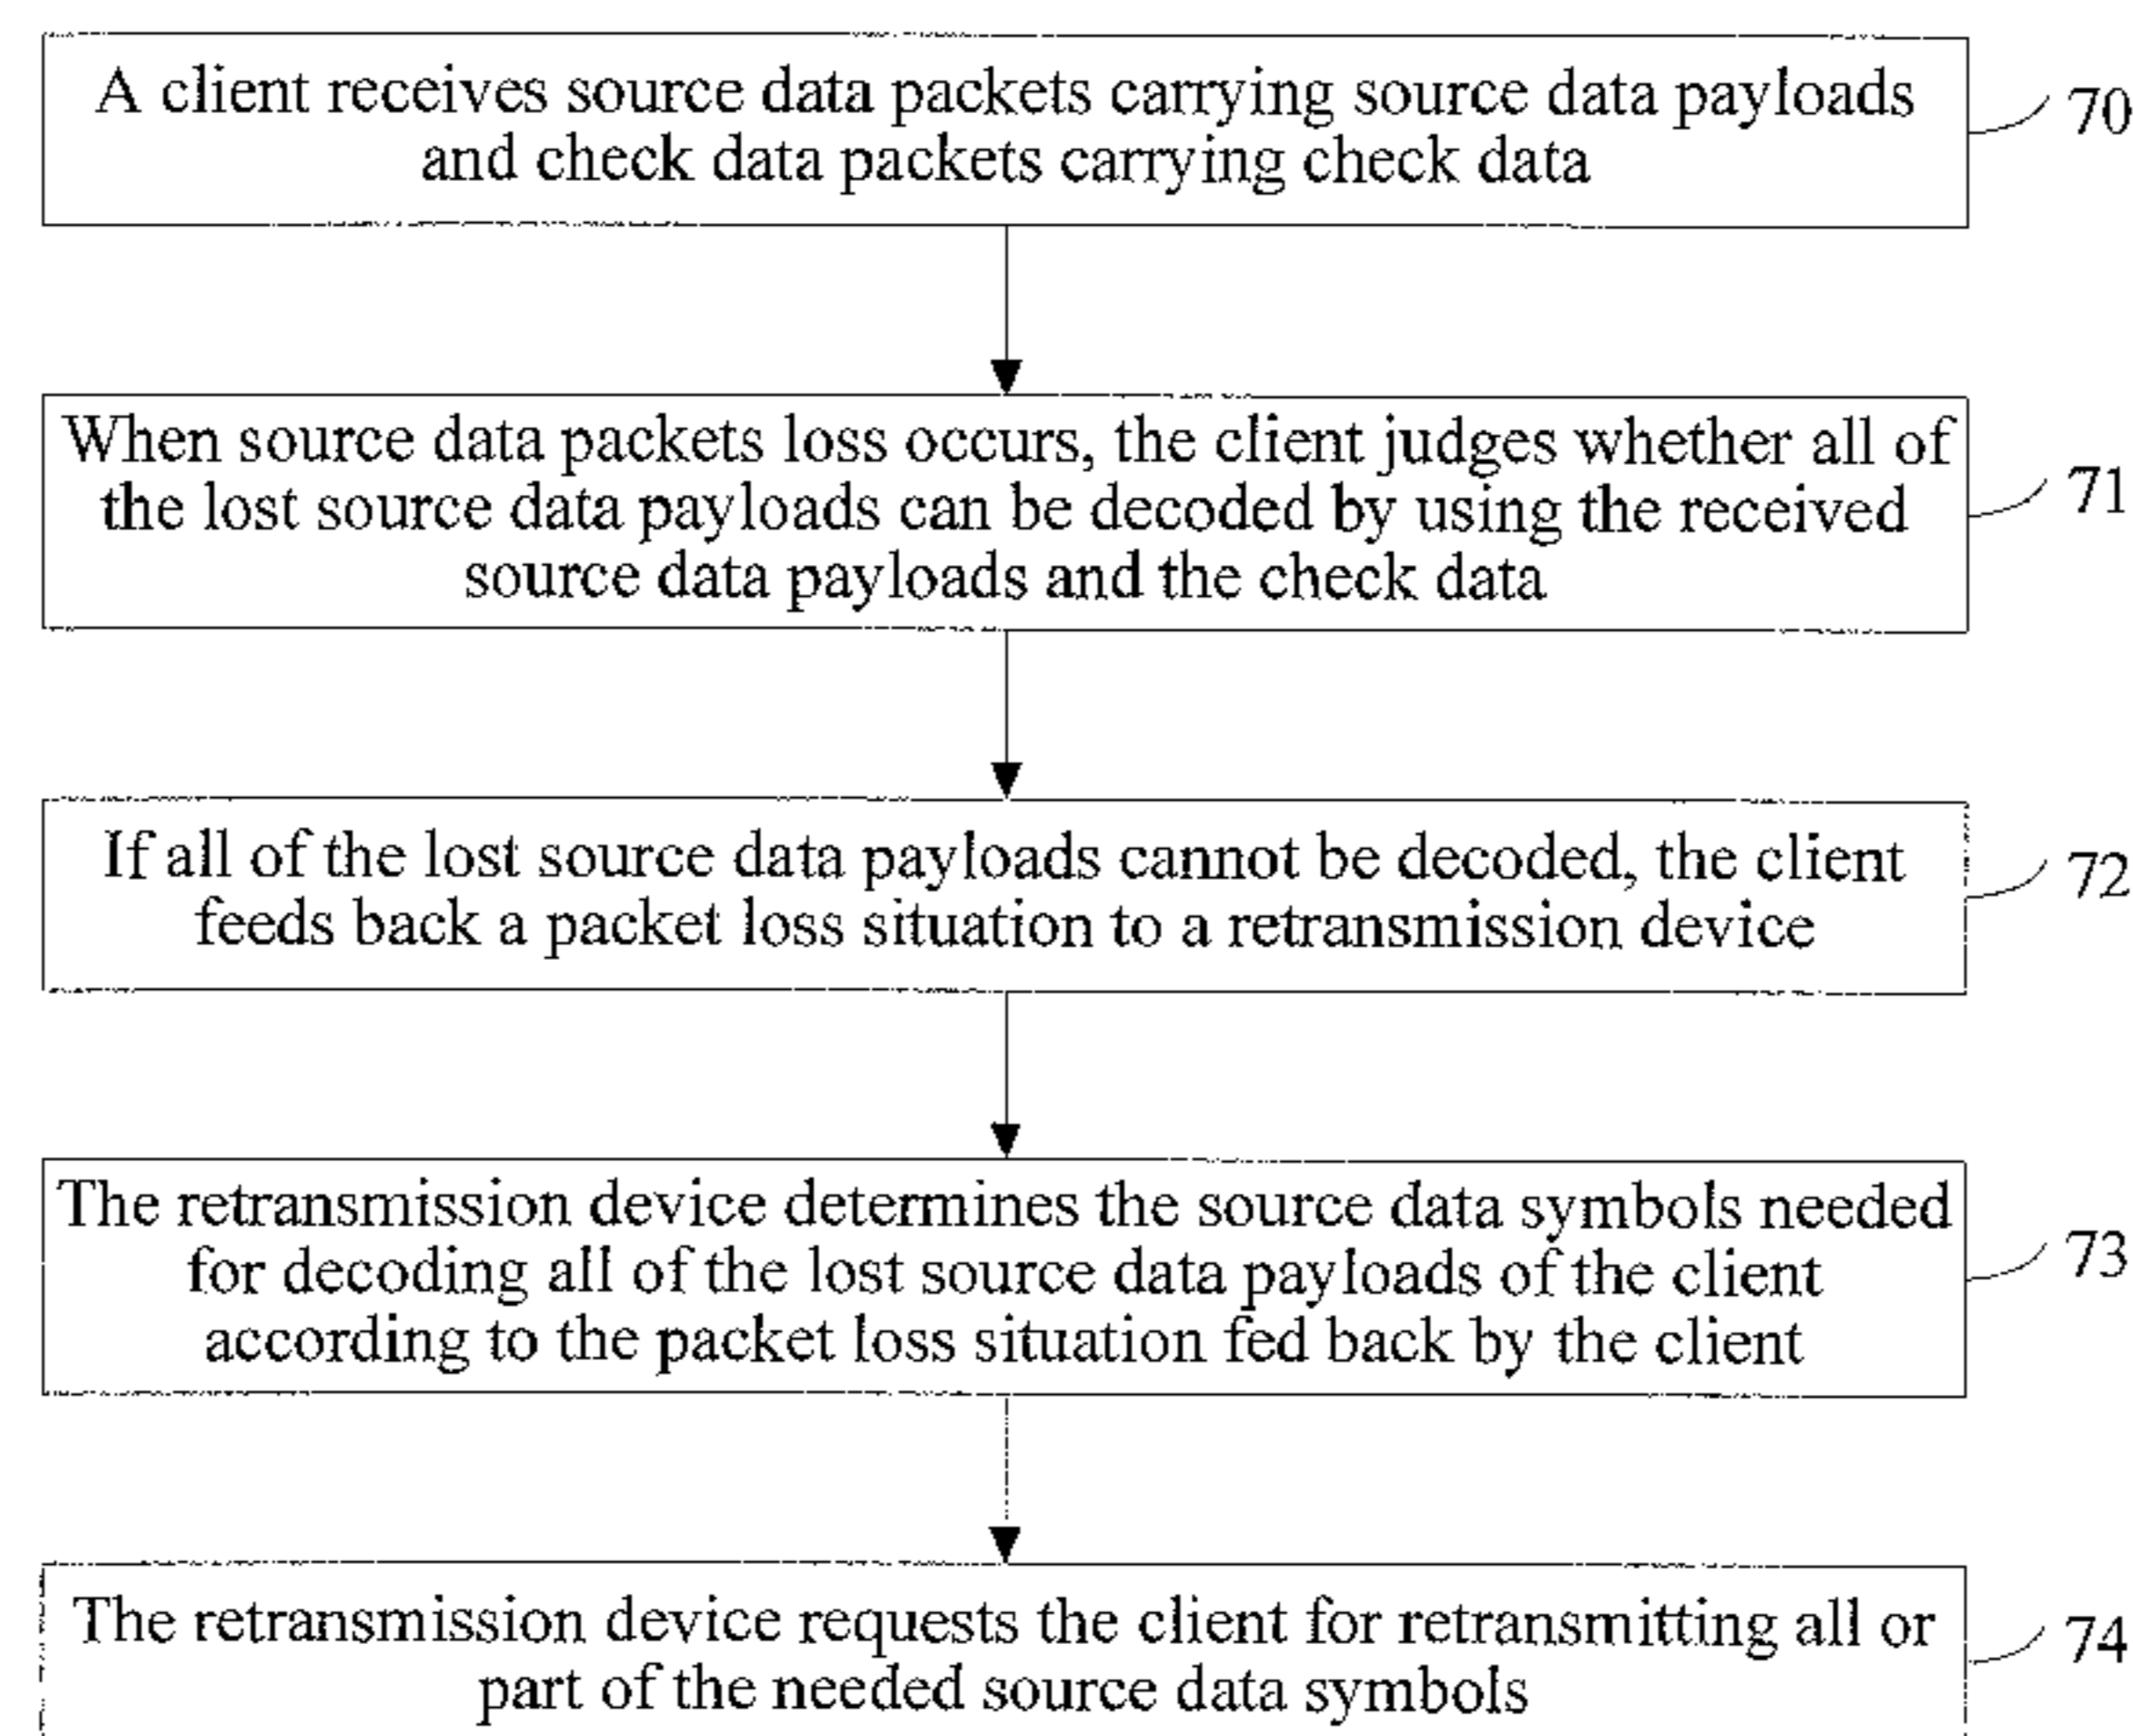 A client receives source data packets carrying source data payloads
and check data packets carrying check data
70
When source data packets loss occurs, the client judges whether all of
the lost source data payloads can be decoded by using the received
source data payloads and the check data
71
If all of the lost source data payloads cannot be decoded, the client
feeds back a packet loss situation to a retransmission device
72
The retransmission device determines the source data symbols needed
for decoding all of the lost source data payloads of the client
according to the packet loss situation fed back by the client
73
The retransmission device requests the client for retransmitting all or
part of the needed source data symbols
74